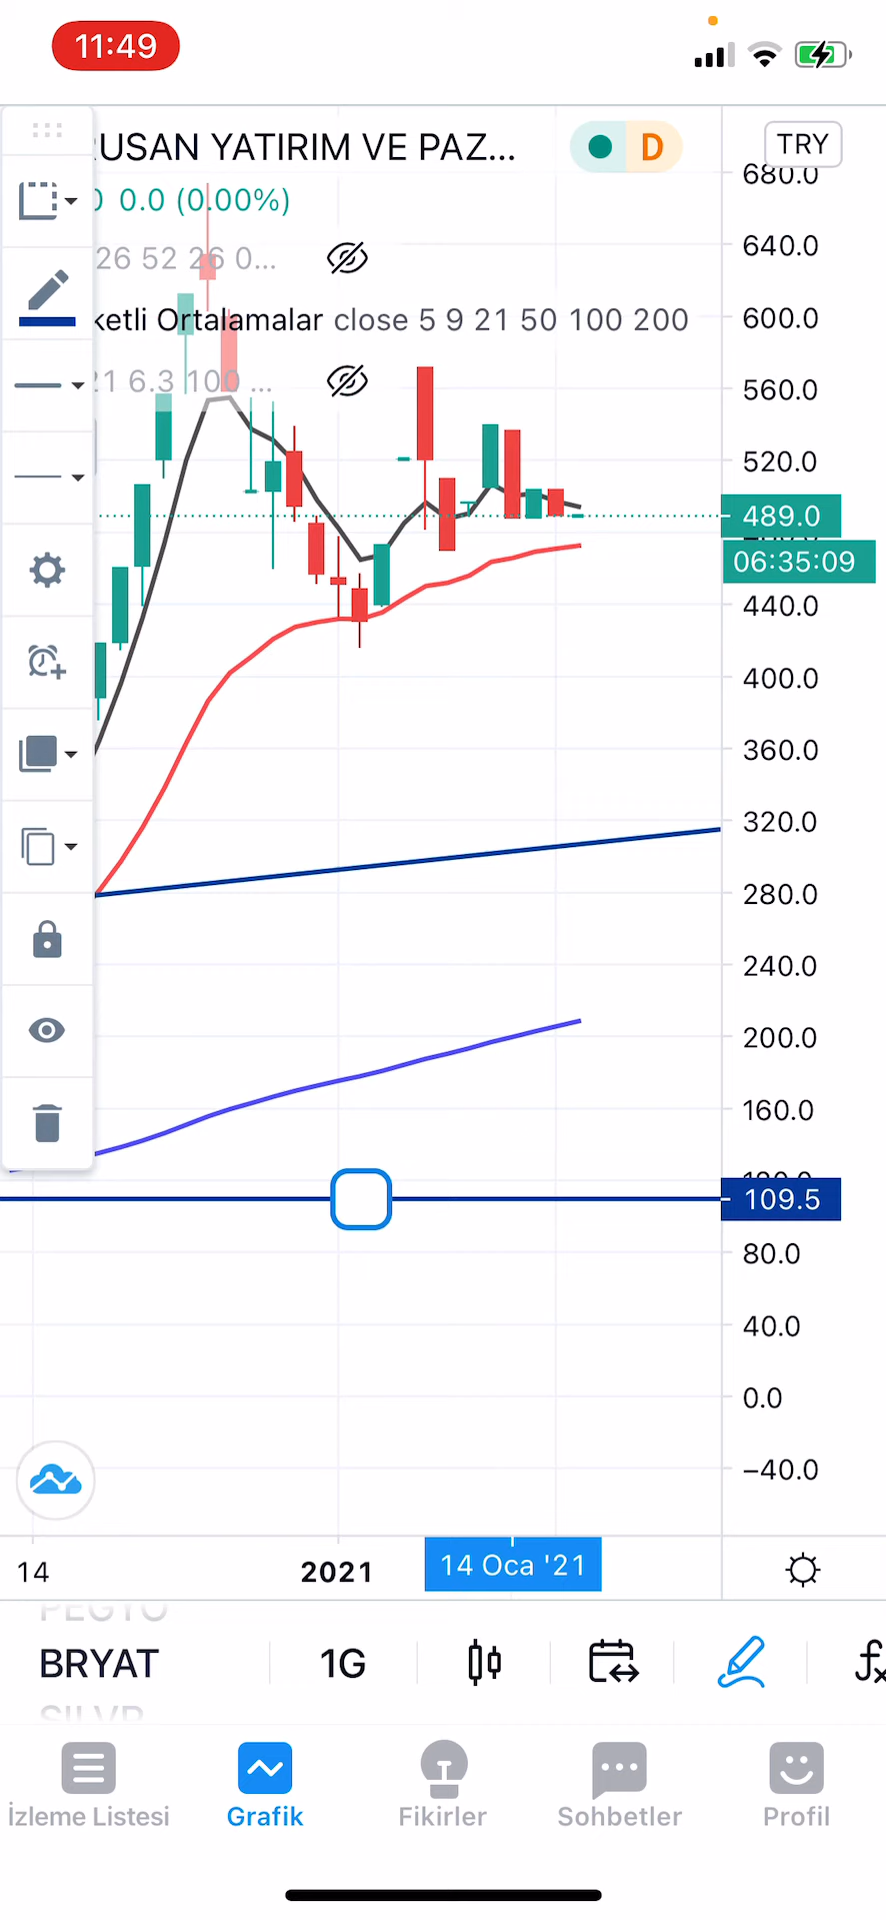 11:49
RUSAN YATIRIM VE PAZ...
D
TRY
0 0.0 (0.00%)
26 52 26 0...
ketli Ortalamalar close 5 9 21 50 100 200
21 6.3 100 ...
680.0
640.0
600.0
560.0
520.0
489.0
06:35:09
440.0
400.0
360.0
320.0
280.0
240.0
200.0
160.0
109.5
80.0
40.0
0.0
−40.0
14
2021
14 Oca '21
PEGYO
BRYAT
1G
SILVR
İzleme Listesi
Grafik
Fikirler
Sohbetler
Profil